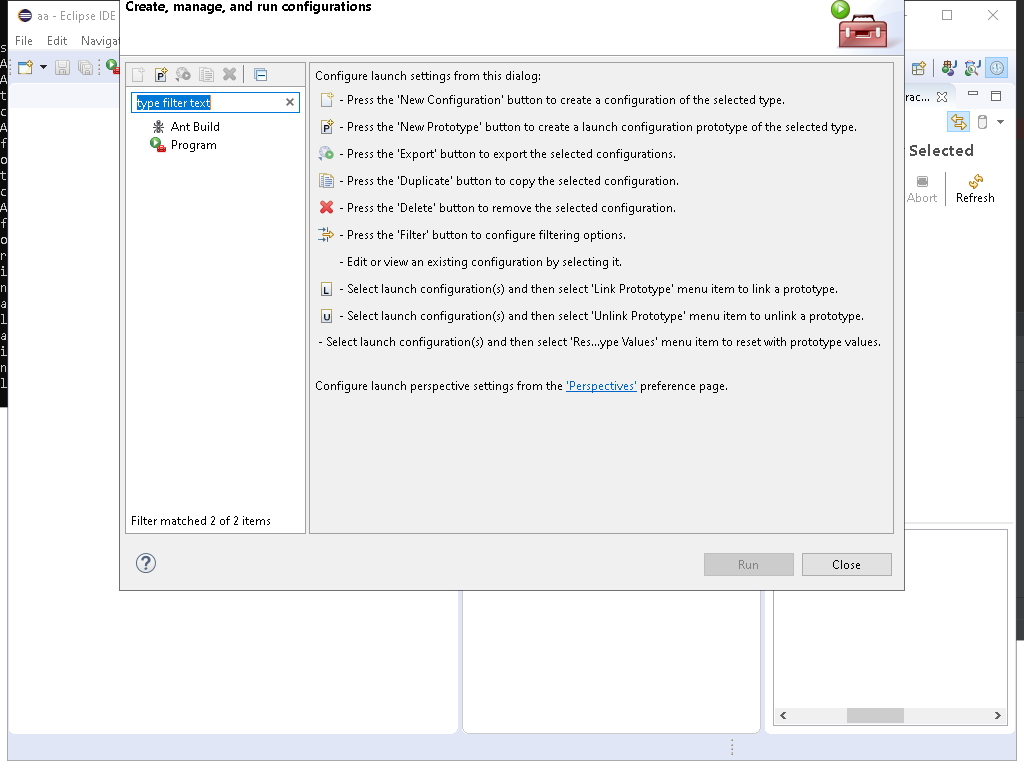 aa - Eclipse IDE
Create, manage, and run configurations
File Edit Navigat
type filter text
Ant Build
Program
Filter matched 2 of 2 items
Configure launch settings from this dialog:
- Press the 'New Configuration' button to create a configuration of the selected type.
- Press the 'New Prototype' button to create a launch configuration prototype of the selected type.
- Press the 'Export' button to export the selected configurations.
- Press the 'Duplicate' button to copy the selected configuration.
- Press the 'Delete' button to remove the selected configuration.
- Press the 'Filter' button to configure filtering options.
- Edit or view an existing configuration by selecting it.
L - Select launch configuration(s) and then select 'Link Prototype' menu item to link a prototype.
U - Select launch configuration(s) and then select 'Unlink Prototype' menu item to unlink a prototype.
- Select launch configuration(s) and then select 'Res...ype Values' menu item to reset with prototype values.
Configure launch perspective settings from the 'Perspectives' preference page.
rac...
Selected
Abort Refresh
? Run Close